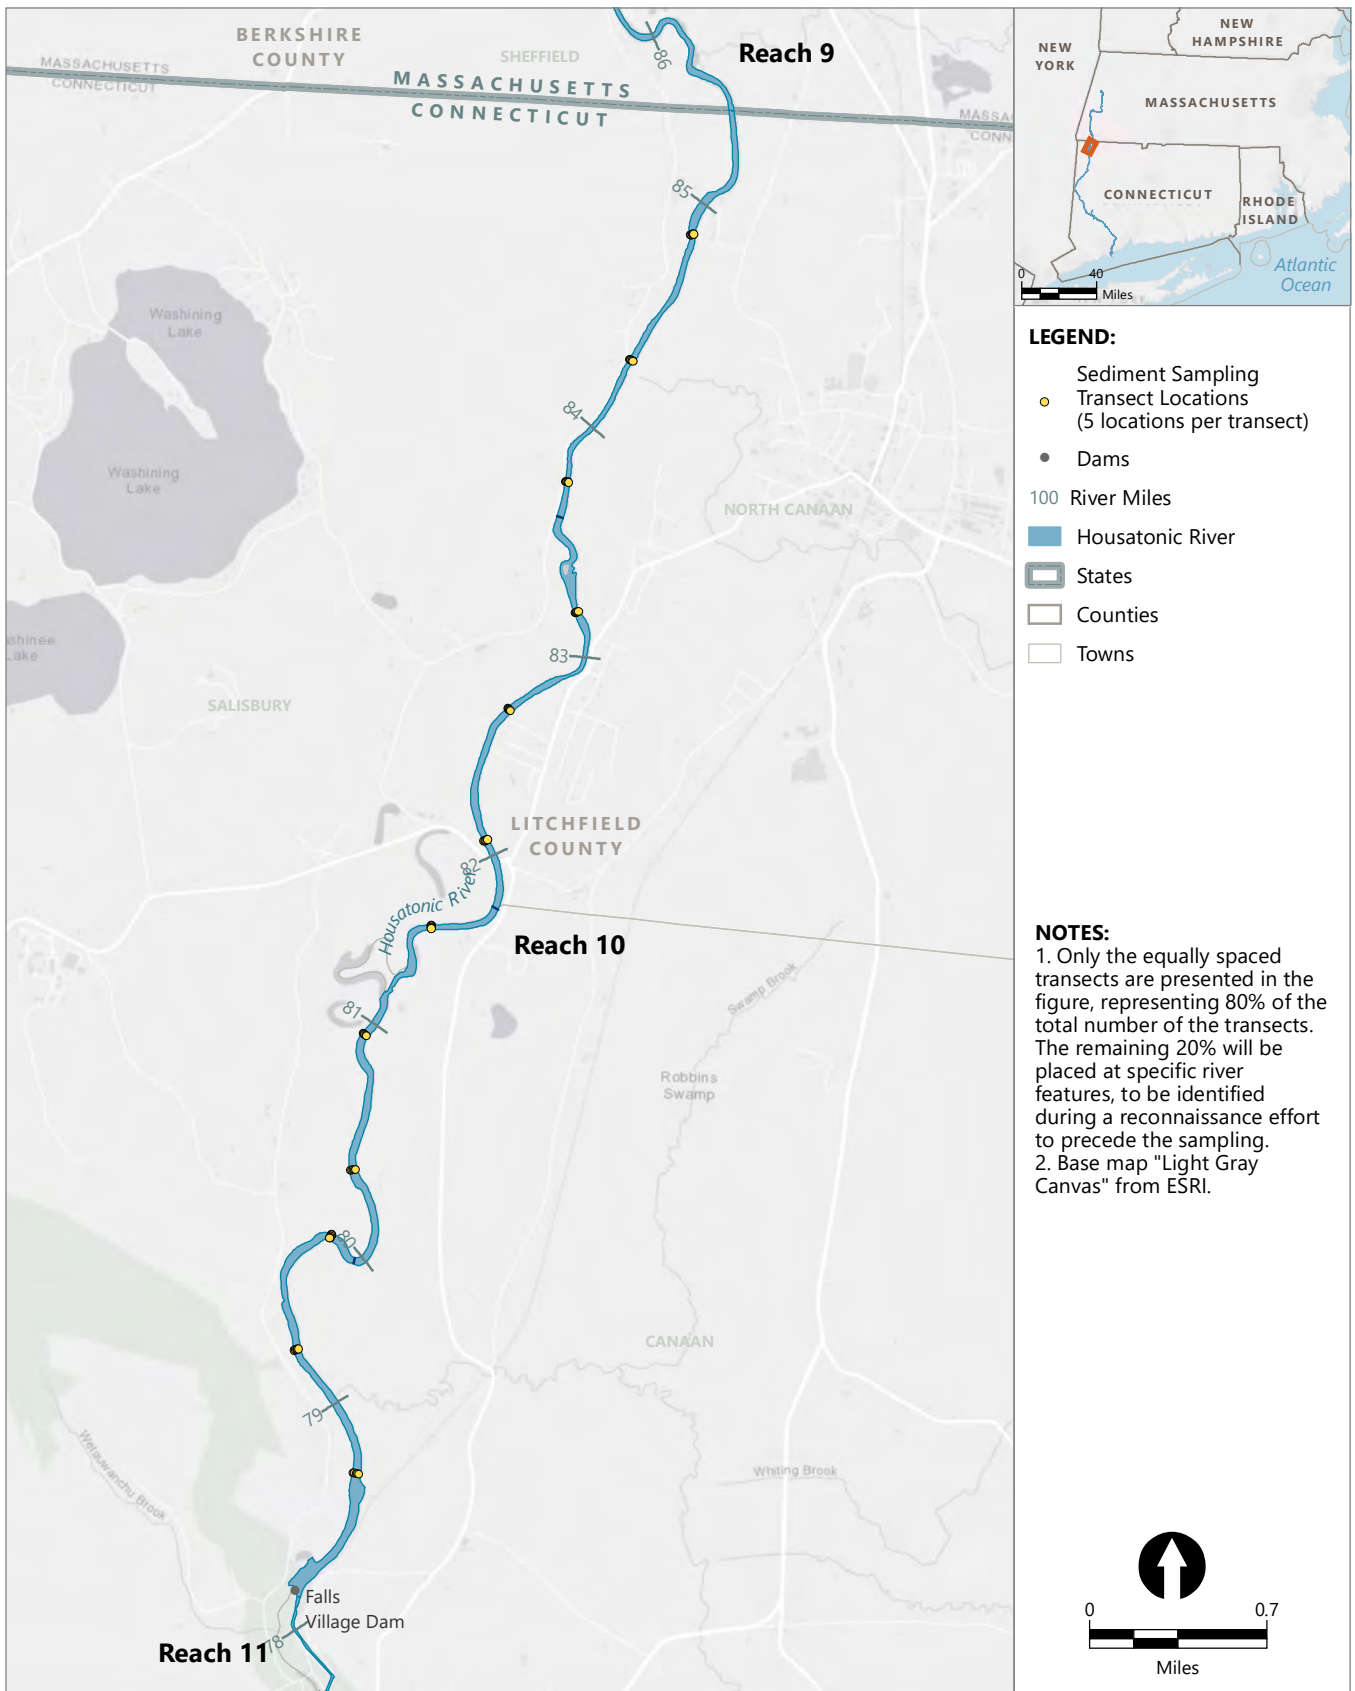 BERKSHIRE
COUNTY
SHEFFIELD
Reach 9
86
MASSACHUSETTS
CONNECTICUT
MASSACHUSETTS
CONNECTICUT
85
Washining
Lake
84
Washining
Lake
NORTH CANAAN
83
Lake
SALISBURY
LITCHFIELD
COUNTY
82
Housatonic River
Reach 10
81
Swamp Brook
Robbins
Swamp
80
CANAAN
79
Wetauwanchu Brook
Whiting Brook
Falls
Village Dam
78
Reach 11
NEW
YORK
NEW
HAMPSHIRE
MASSACHUSETTS
CONNECTICUT
RHODE
ISLAND
Atlantic
Ocean
0 40
Miles
LEGEND:
Sediment Sampling
Transect Locations
(5 locations per transect)
Dams
100 River Miles
Housatonic River
States
Counties
Towns
NOTES:
1. Only the equally spaced
transects are presented in the
figure, representing 80% of the
total number of the transects.
The remaining 20% will be
placed at specific river
features, to be identified
during a reconnaissance effort
to precede the sampling.
2. Base map "Light Gray
Canvas" from ESRI.
0 0.7
Miles